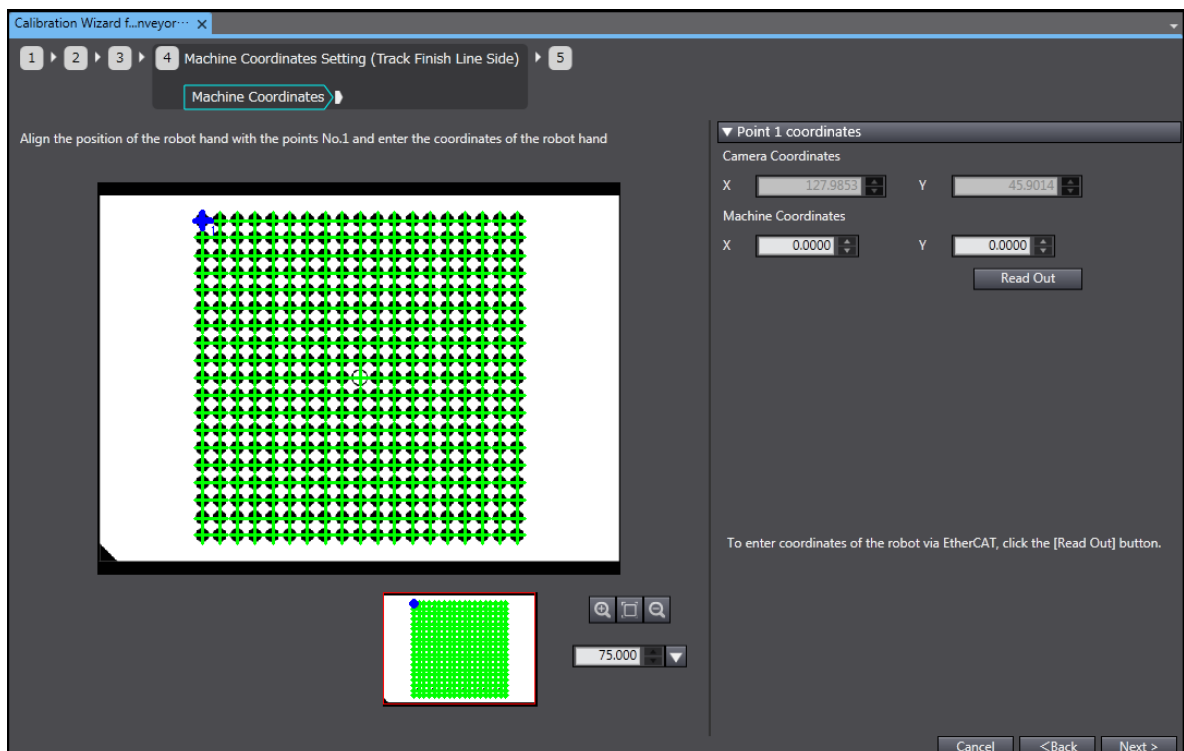 Calibration Wizard f...nveyor···
1 2 3 4 Machine Coordinates Setting (Track Finish Line Side) 5
Machine Coordinates
Align the position of the robot hand with the points No.1 and enter the coordinates of the robot hand
1
Point 1 coordinates
Camera Coordinates
X 127.9853 Y 45.9014
Machine Coordinates
X 0.0000 Y 0.0000
Read Out
To enter coordinates of the robot via EtherCAT, click the [Read Out] button.
75.000
Cancel <Back Next >